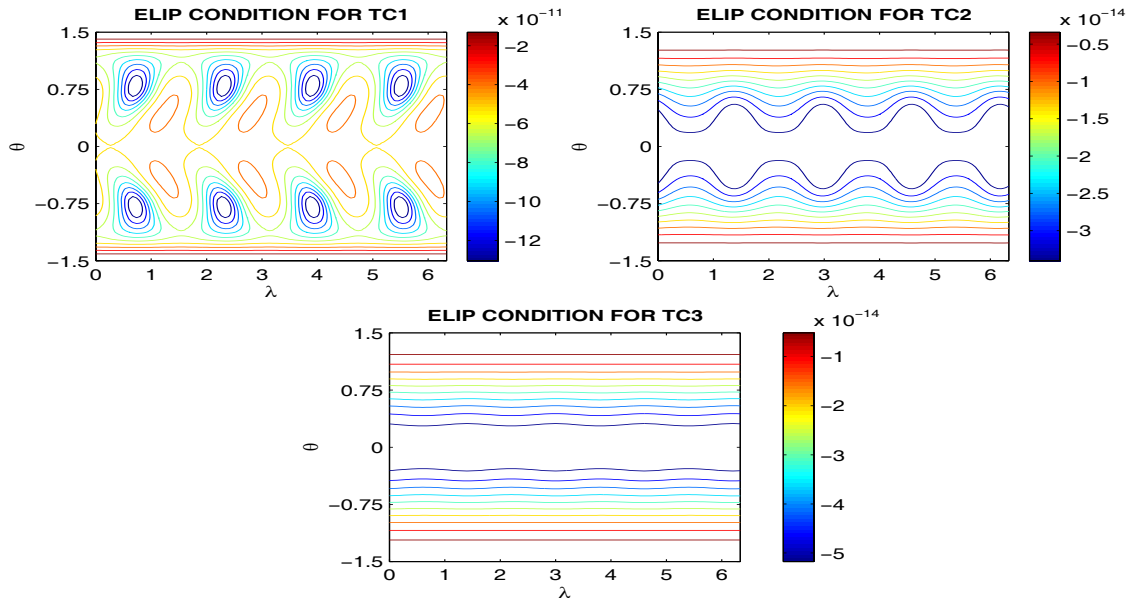 ELIP CONDITION FOR TC1
x 10⁻¹¹
1.5
0.75
0
−0.75
−1.5
θ
0 1 2 3 4 5 6
λ
−2
−4
−6
−8
−10
−12
ELIP CONDITION FOR TC2
x 10⁻¹⁴
1.5
0.75
0
−0.75
−1.5
θ
0 1 2 3 4 5 6
λ
−0.5
−1
−1.5
−2
−2.5
−3
ELIP CONDITION FOR TC3
x 10⁻¹⁴
1.5
0.75
0
−0.75
−1.5
θ
0 1 2 3 4 5 6
λ
−1
−2
−3
−4
−5